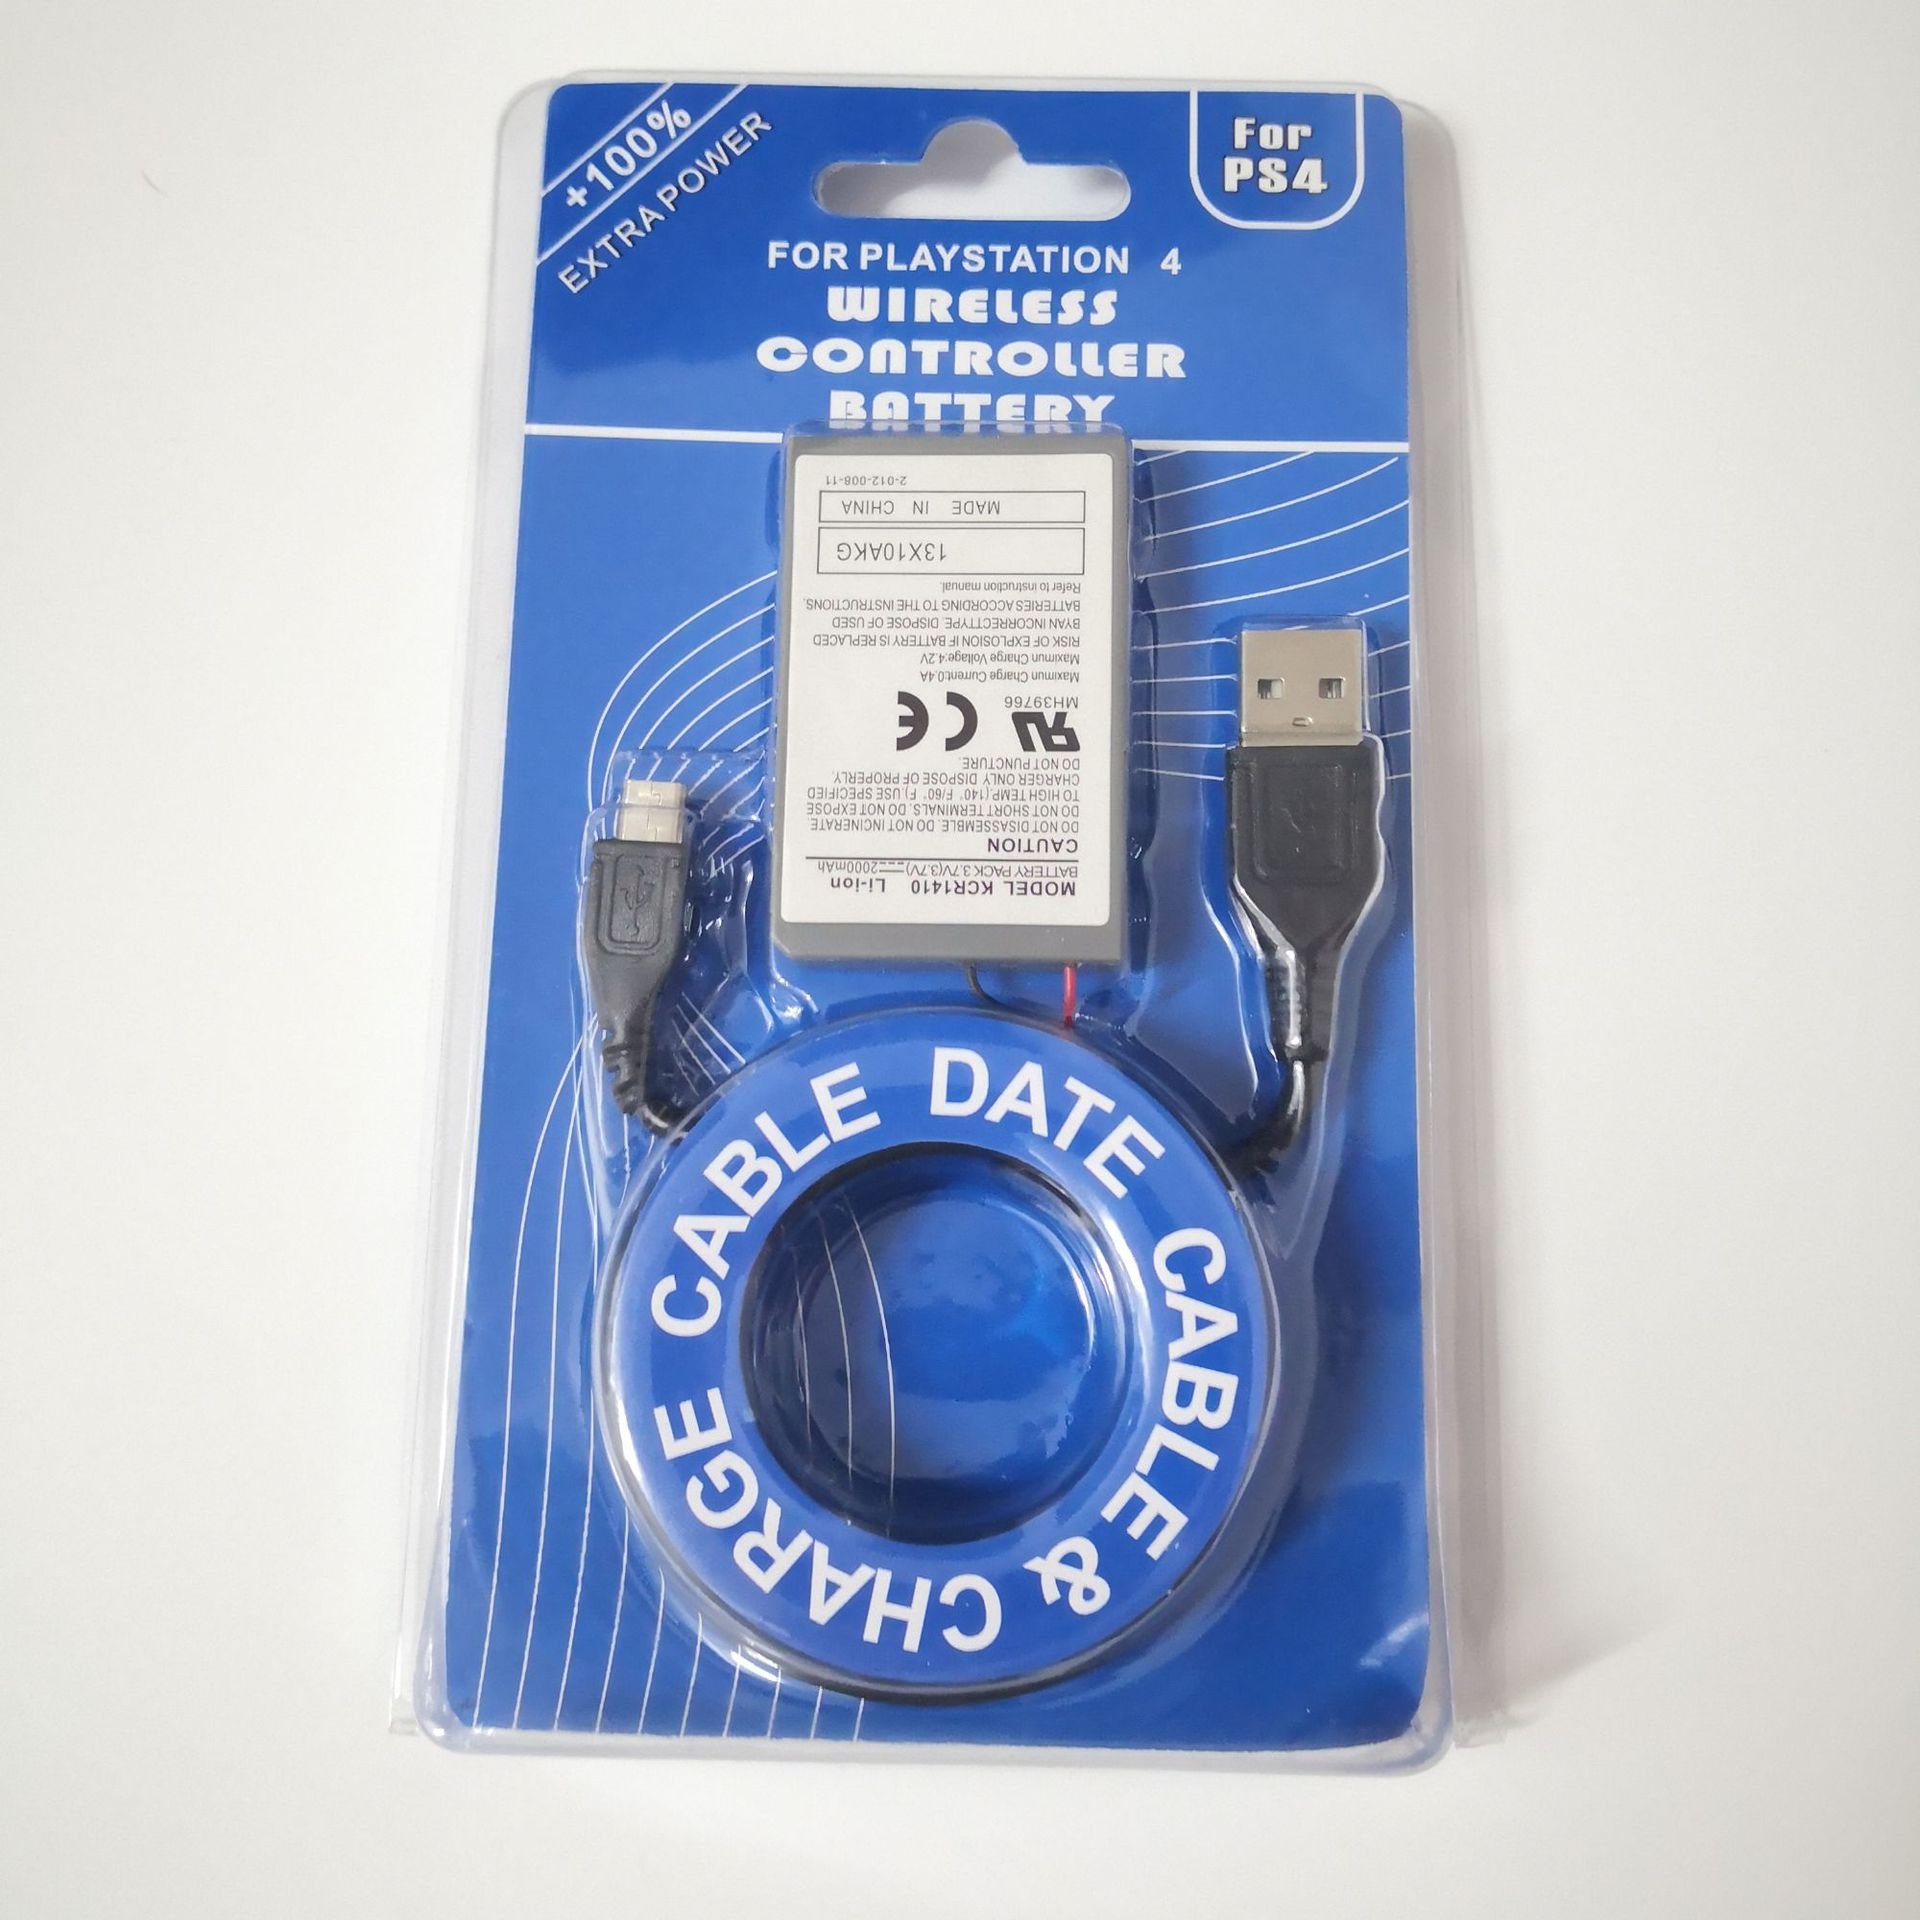 +100%
EXTRA POWER
For
PS4
FOR PLAYSTATION 4
WIRELESS
CONTROLLER
BATTERY
MODEL KCR1410 Li-ion
BATTERY PACK 3.7V(3.7V) 2000mAh
CAUTION
DO NOT DISASSEMBLE. DO NOT INCINERATE.
DO NOT SHORT TERMINALS. DO NOT EXPOSE
TO HIGH TEMP.(140° F/60° F).USE SPECIFIED
CHARGER ONLY DISPOSE OF PROPERLY.
DO NOT PUNCTURE.
RU CE
MH39766
Maximun Charge Current:0.4A
Maximun Charge Voltage:4.2V
RISK OF EXPLOSION IF BATTERY IS REPLACED
BYAN INCORRECTTYPE. DISPOSE OF USED
BATTERIES ACCORDING TO THE INSTRUCTIONS.
Refer to instruction manual.
13X10AKG
MADE IN CHINA
2-012-008-11
DATE CABLE & CHARGE CABLE